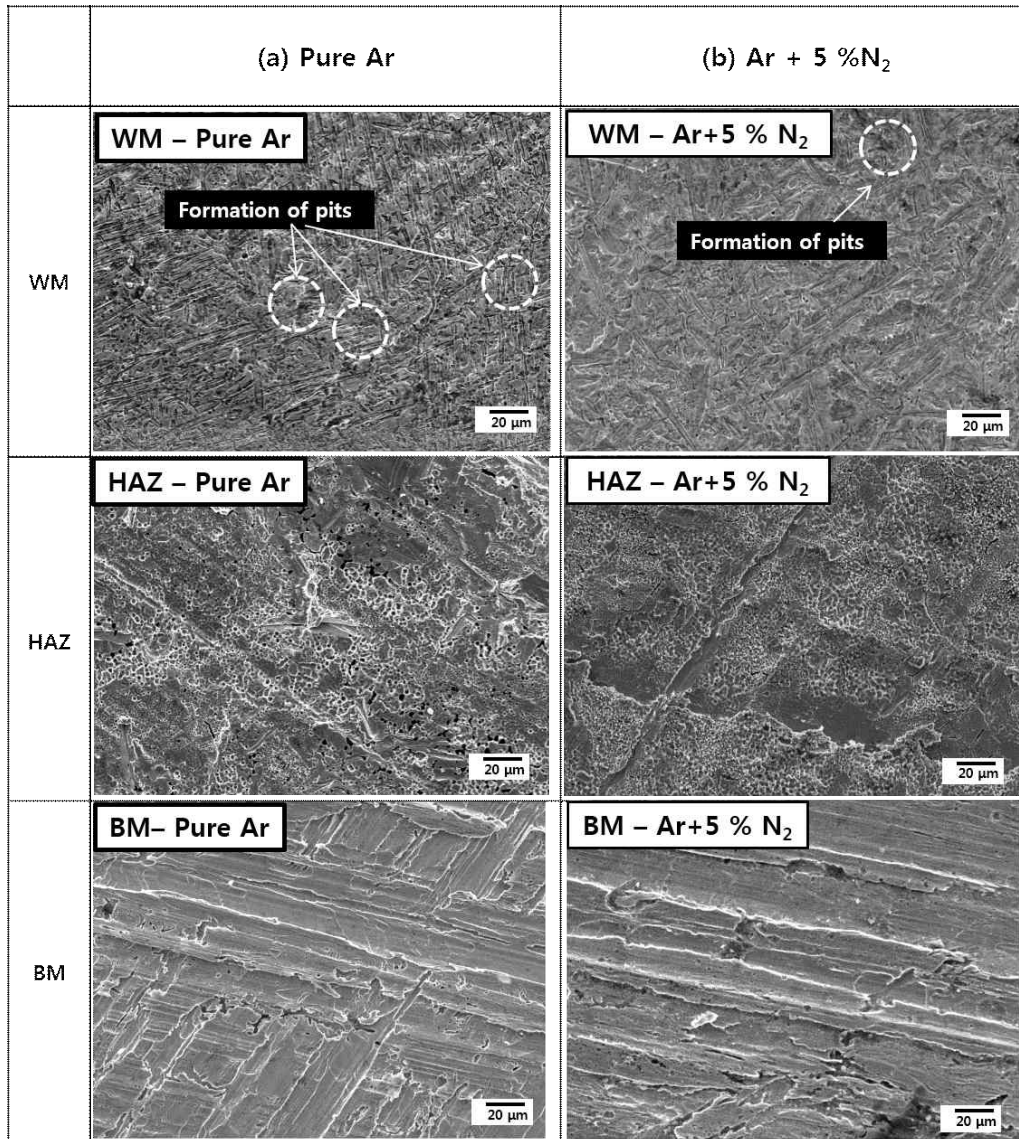 (a) Pure Ar
(b) Ar + 5 %N₂
WM
WM – Pure Ar
Formation of pits
20 µm
WM – Ar+5 % N₂
Formation of pits
20 µm
HAZ
HAZ – Pure Ar
20 µm
HAZ – Ar+5 % N₂
20 µm
BM
BM– Pure Ar
20 µm
BM – Ar+5 % N₂
20 µm